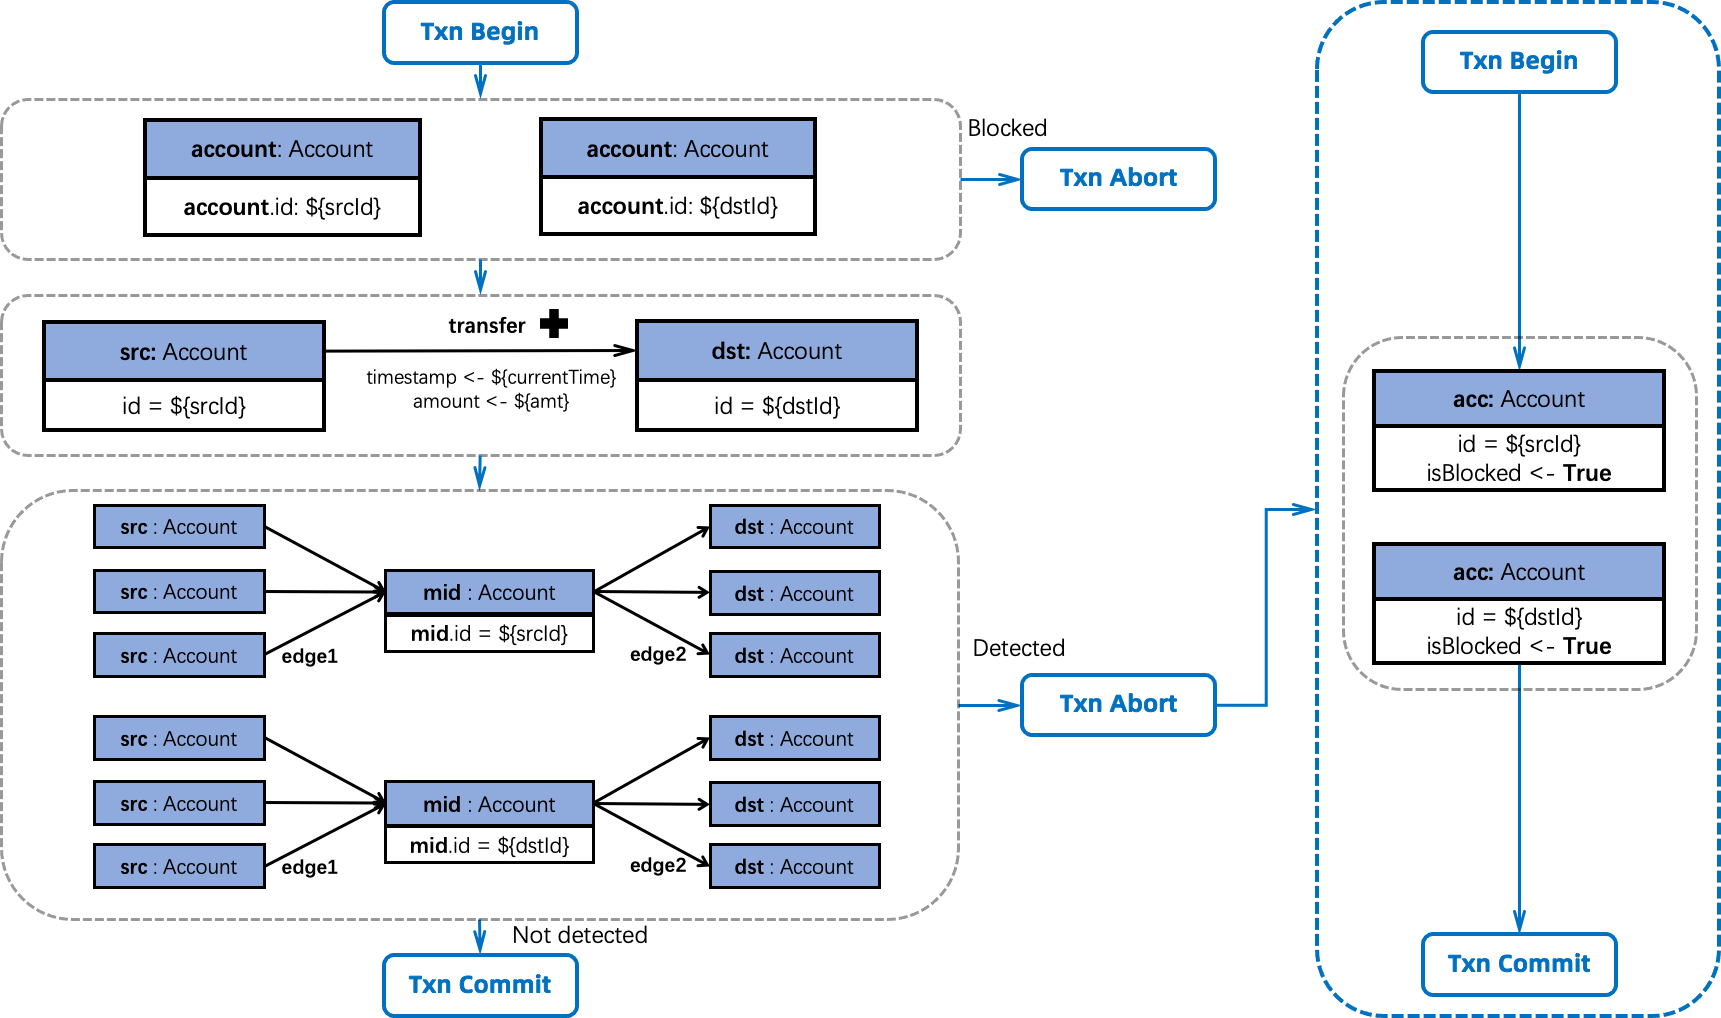 Txn Begin
account: Account
account.id: ${srcId}
account: Account
account.id: ${dstId}
Blocked
Txn Abort
transfer
src: Account
id = ${srcId}
timestamp <- ${currentTime}
amount <- ${amt}
dst: Account
id = ${dstId}
src : Account
src : Account
src : Account
edge1
mid : Account
mid.id = ${srcId}
edge2
dst : Account
dst : Account
dst : Account
src : Account
src : Account
src : Account
edge1
mid : Account
mid.id = ${dstId}
edge2
dst : Account
dst : Account
dst : Account
Not detected
Txn Commit
Detected
Txn Abort
Txn Begin
acc: Account
id = ${srcId}
isBlocked <- True
acc: Account
id = ${dstId}
isBlocked <- True
Txn Commit